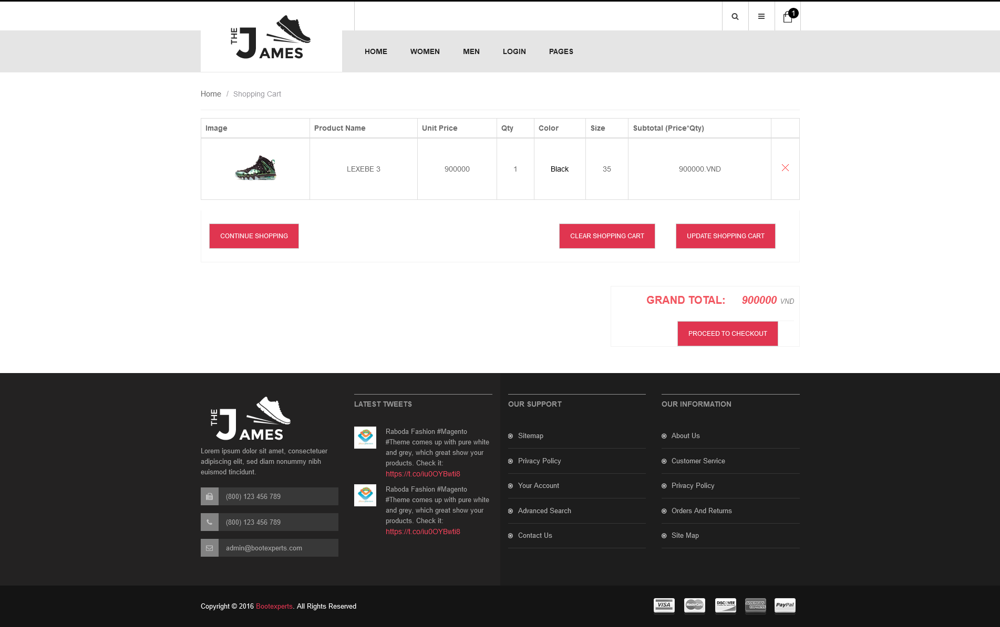 THE JAMES
1
HOME WOMEN MEN LOGIN PAGES
Home / Shopping Cart
Image Product Name Unit Price Qty Color Size Subtotal (Price*Qty)
LEXEBE 3 900000 1 Black 35 900000.VND
CONTINUE SHOPPING CLEAR SHOPPING CART UPDATE SHOPPING CART
GRAND TOTAL: 900000 VND
PROCEED TO CHECKOUT
THE JAMES
Lorem ipsum dolor sit amet, consectetuer
adipiscing elit, sed diam nonummy nibh
euismod tincidunt.
(800) 123 456 789
(800) 123 456 789
admin@bootexperts.com
LATEST TWEETS
Raboda Fashion #Magento
#Theme comes up with pure white
and grey, which great show your
products. Check it:
https://t.co/iu0OYBwti8
Raboda Fashion #Magento
#Theme comes up with pure white
and grey, which great show your
products. Check it:
https://t.co/iu0OYBwti8
OUR SUPPORT
Sitemap
Privacy Policy
Your Account
Advanced Search
Contact Us
OUR INFORMATION
About Us
Customer Service
Privacy Policy
Orders And Returns
Site Map
Copyright © 2016 Bootexperts. All Rights Reserved
VISA MasterCard DISCOVER AMERICAN EXPRESS PayPal